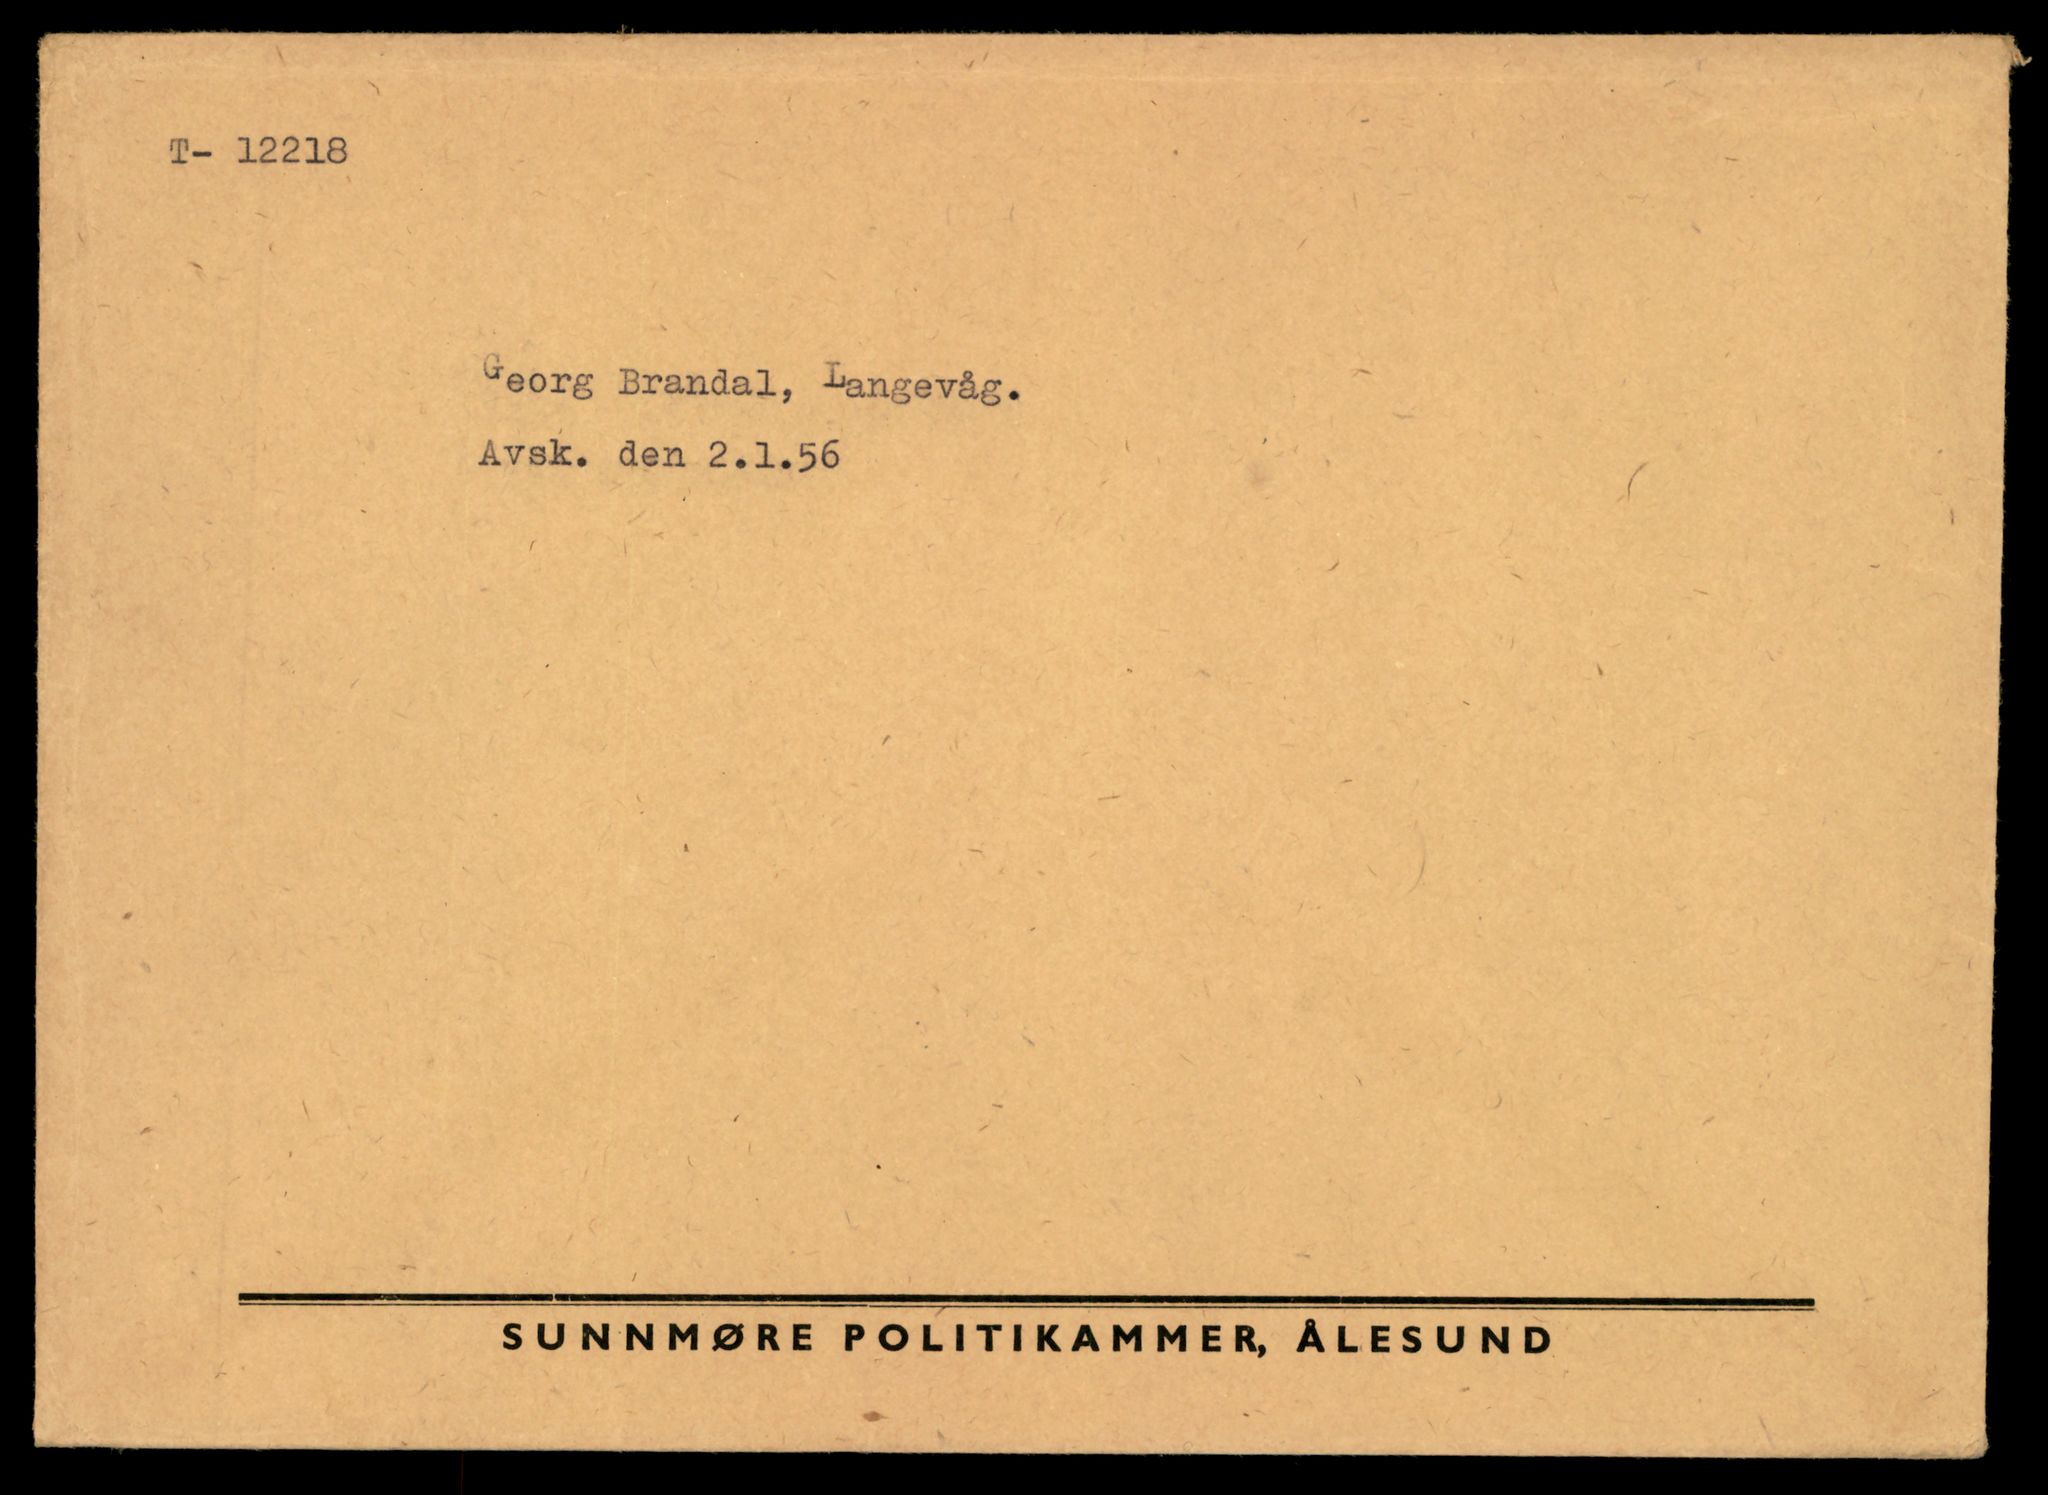 T- 12218
Georg Brandal, Langevåg.
Avsk. den 2.1.56
SUNNMØRE POLITIKAMMER, ÅLESUND